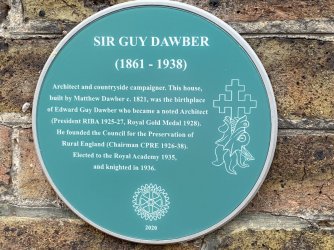 SIR GUY DAWBER
(1861 - 1938)
Architect and countryside campaigner. This house,
built by Matthew Dawber c. 1821, was the birthplace
of Edward Guy Dawber who became a noted Architect
(President RIBA 1925-27, Royal Gold Medal 1928).
He founded the Council for the Preservation of
Rural England (Chairman CPRE 1926-38).
Elected to the Royal Academy 1935,
and knighted in 1936.
2020